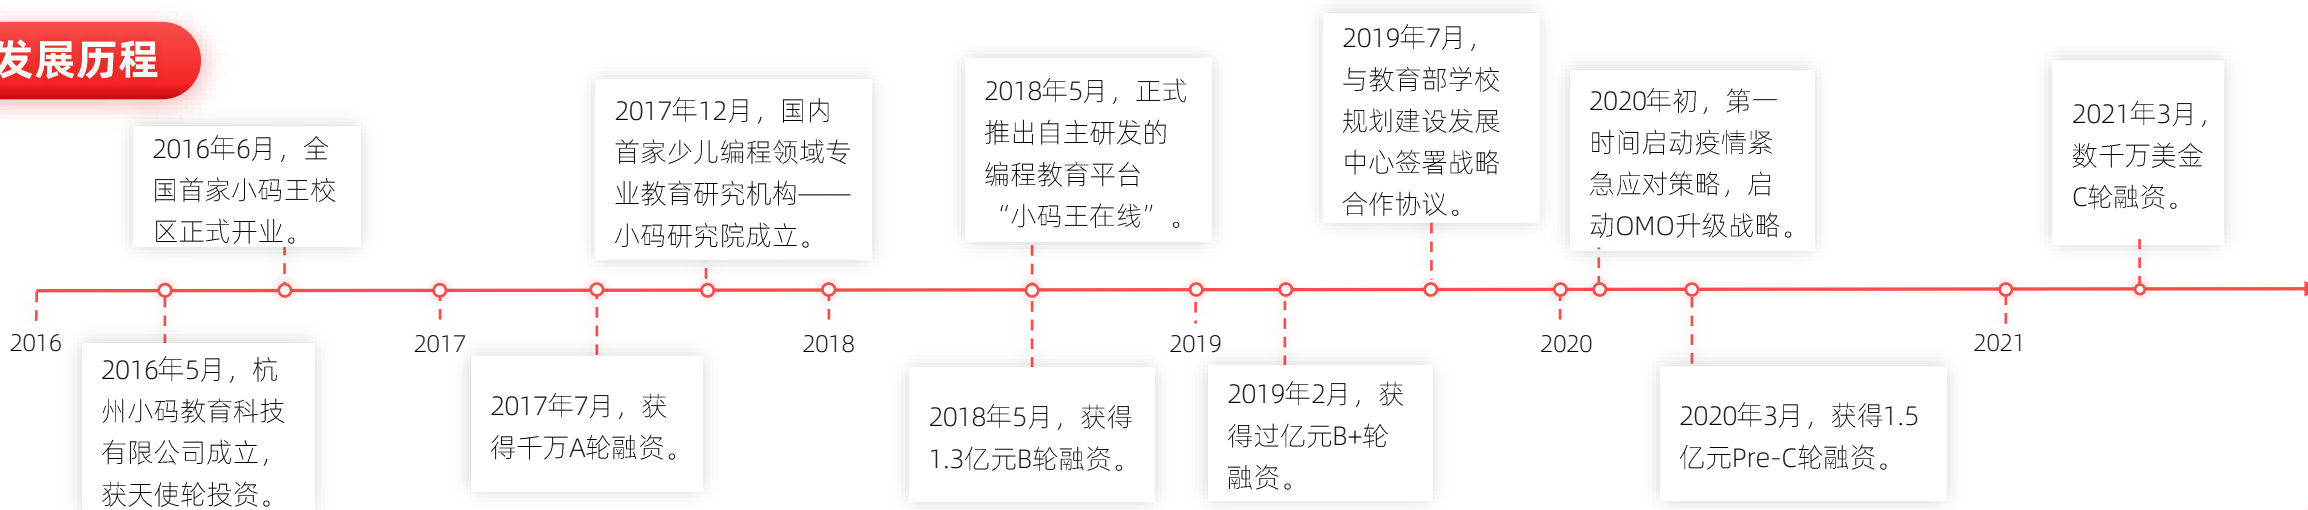 发展历程
2016年6月，全
国首家小码王校
区正式开业。
2017年12月，国内
首家少儿编程领域专
业教育研究机构——
小码研究院成立。
2018年5月，正式
推出自主研发的
编程教育平台
“小码王在线”。
2019年7月，
与教育部学校
规划建设发展
中心签署战略
合作协议。
2020年初，第一
时间启动疫情紧
急应对策略，启
动OMO升级战略。
2021年3月，
数千万美金
C轮融资。
2016
2017
2018
2019
2020
2021
2016年5月，杭
州小码教育科技
有限公司成立，
获天使轮投资。
2017年7月，获
得千万A轮融资。
2018年5月，获得
1.3亿元B轮融资。
2019年2月，获
得过亿元B+轮
融资。
2020年3月，获得1.5
亿元Pre-C轮融资。